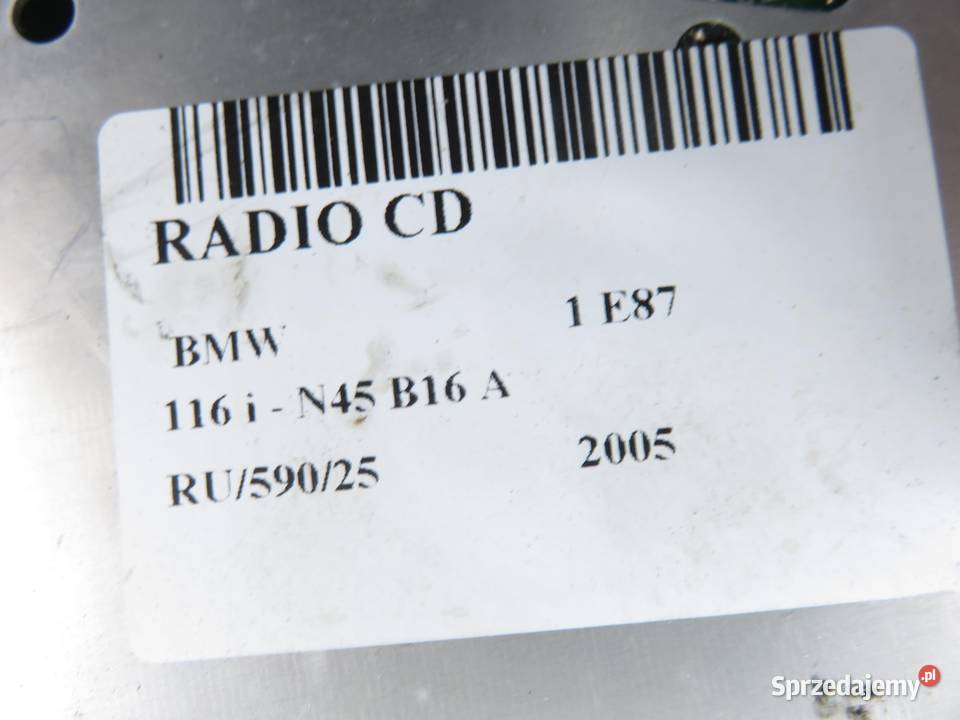 RADIO CD
BMW 1 E87
116 i - N45 B16 A
RU/590/25 2005
Sprzedajemy.pl